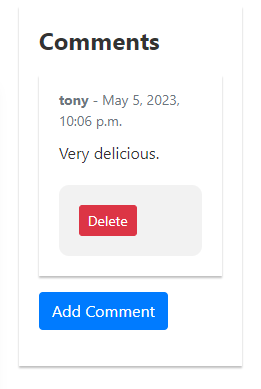 Comments
tony - May 5, 2023,
10:06 p.m.
Very delicious.
Delete
Add Comment